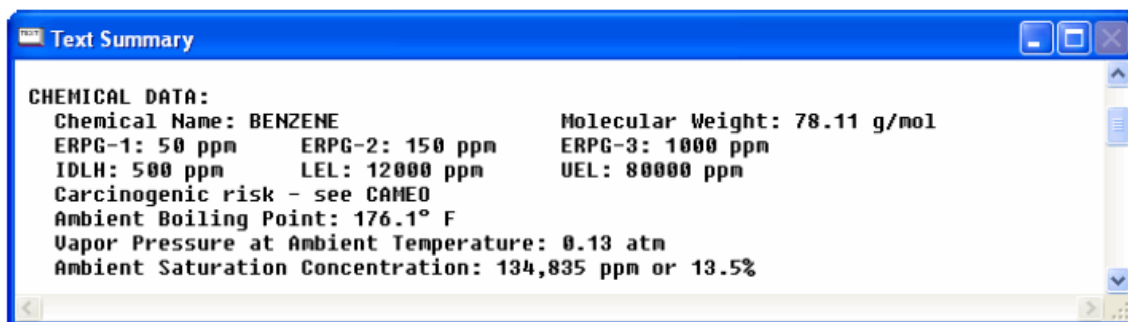 Text Summary
CHEMICAL DATA:
Chemical Name: BENZENE Molecular Weight: 78.11 g/mol
ERPG-1: 50 ppm ERPG-2: 150 ppm ERPG-3: 1000 ppm
IDLH: 500 ppm LEL: 12000 ppm UEL: 80000 ppm
Carcinogenic risk - see CAMEO
Ambient Boiling Point: 176.1° F
Vapor Pressure at Ambient Temperature: 0.13 atm
Ambient Saturation Concentration: 134,835 ppm or 13.5%